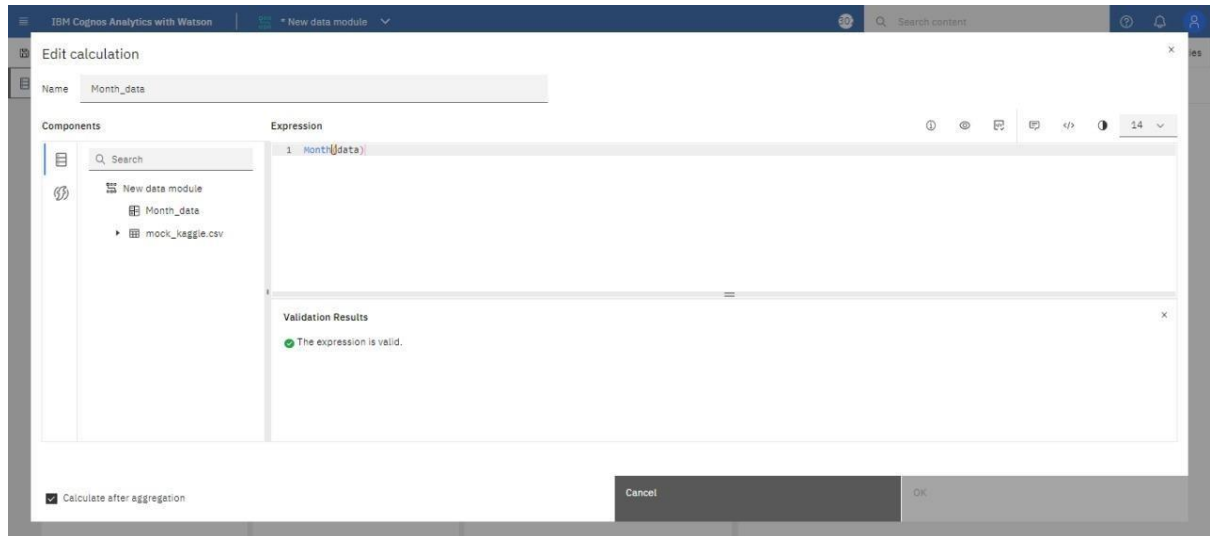 IBM Cognos Analytics with Watson
* New data module
30
Search content
ies
Edit calculation
Name
Month_data
Components
Expression
14
Search
1 Month(data)
New data module
Month_data
mock_kaggle.csv
Validation Results
The expression is valid.
Calculate after aggregation
Cancel
OK